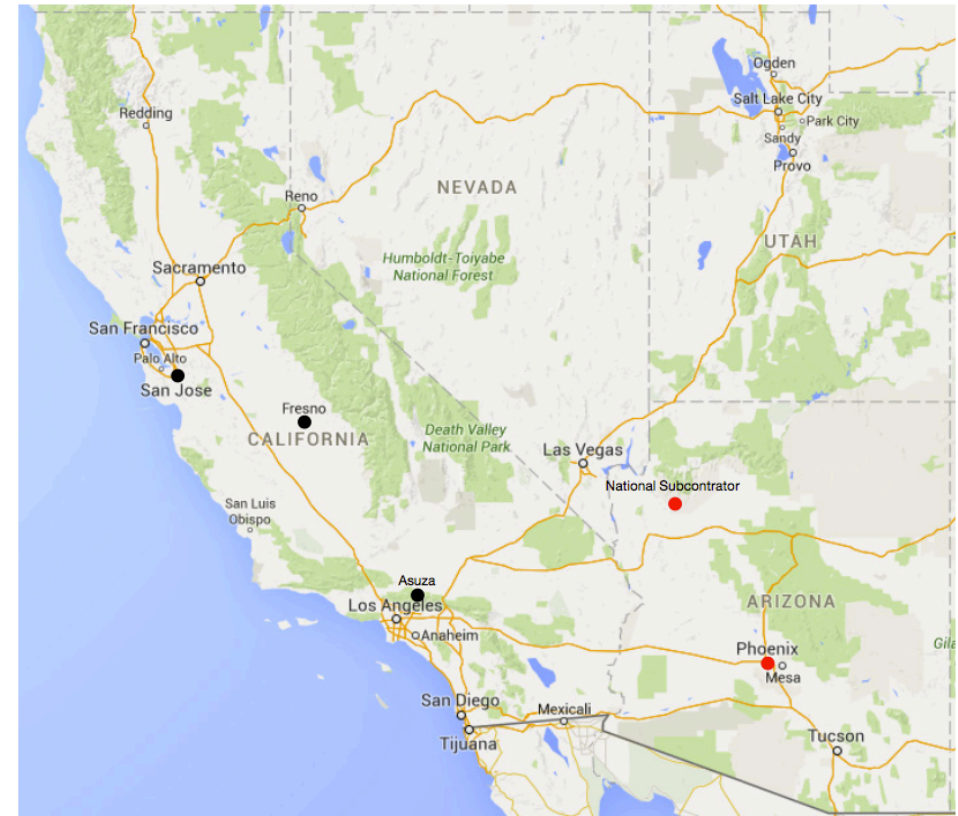 Ogden
Salt Lake City
Park City
Sandy
Provo
Redding
NEVADA
Reno
UTAH
Humboldt-Toiyabe
National Forest
Sacramento
San Francisco
Palo Alto
San Jose
Fresno
CALIFORNIA
Death Valley
National Park
Las Vegas
National Subcontrator
San Luis
Obispo
Asuza
Los Angeles
Anaheim
ARIZONA
Phoenix
Mesa
Gila
San Diego
Mexicali
Tijuana
Tucson